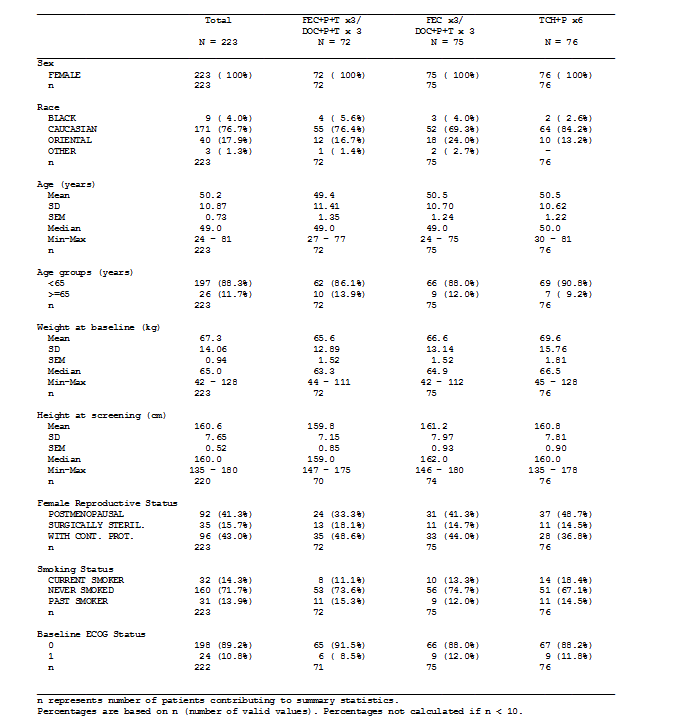 Total FEC+P+T x3/ FEC x3/ TCH+P x6
DOC+P+T x 3 DOC+P+T x 3
N = 223 N = 72 N = 75 N = 76
Sex
FEMALE 223 ( 100%) 72 ( 100%) 75 ( 100%) 76 ( 100%)
n 223 72 75 76
Race
BLACK 9 ( 4.0%) 4 ( 5.6%) 3 ( 4.0%) 2 ( 2.6%)
CAUCASIAN 171 (76.7%) 55 (76.4%) 52 (69.3%) 64 (84.2%)
ORIENTAL 40 (17.9%) 12 (16.7%) 18 (24.0%) 10 (13.2%)
OTHER 3 ( 1.3%) 1 ( 1.4%) 2 ( 2.7%) -
n 223 72 75 76
Age (years)
Mean 50.2 49.4 50.5 50.5
SD 10.87 11.41 10.70 10.62
SEM 0.73 1.35 1.24 1.22
Median 49.0 49.0 49.0 50.0
Min-Max 24 - 81 27 - 77 24 - 75 30 - 81
n 223 72 75 76
Age groups (years)
<65 197 (88.3%) 62 (86.1%) 66 (88.0%) 69 (90.8%)
>=65 26 (11.7%) 10 (13.9%) 9 (12.0%) 7 ( 9.2%)
n 223 72 75 76
Weight at baseline (kg)
Mean 67.3 65.6 66.6 69.6
SD 14.06 12.89 13.14 15.76
SEM 0.94 1.52 1.52 1.81
Median 65.0 63.3 64.9 66.5
Min-Max 42 - 128 44 - 111 42 - 112 45 - 128
n 223 72 75 76
Height at screening (cm)
Mean 160.6 159.8 161.2 160.8
SD 7.65 7.15 7.97 7.81
SEM 0.52 0.85 0.93 0.90
Median 160.0 159.0 162.0 160.0
Min-Max 135 - 180 147 - 175 146 - 180 135 - 178
n 220 70 74 76
Female Reproductive Status
POSTMENOPAUSAL 92 (41.3%) 24 (33.3%) 31 (41.3%) 37 (48.7%)
SURGICALLY STERIL. 35 (15.7%) 13 (18.1%) 11 (14.7%) 11 (14.5%)
WITH CONT. PROT. 96 (43.0%) 35 (48.6%) 33 (44.0%) 28 (36.8%)
n 223 72 75 76
Smoking Status
CURRENT SMOKER 32 (14.3%) 8 (11.1%) 10 (13.3%) 14 (18.4%)
NEVER SMOKED 160 (71.7%) 53 (73.6%) 56 (74.7%) 51 (67.1%)
PAST SMOKER 31 (13.9%) 11 (15.3%) 9 (12.0%) 11 (14.5%)
n 223 72 75 76
Baseline ECOG Status
0 198 (89.2%) 65 (91.5%) 66 (88.0%) 67 (88.2%)
1 24 (10.8%) 6 ( 8.5%) 9 (12.0%) 9 (11.8%)
n 222 71 75 76
n represents number of patients contributing to summary statistics.
Percentages are based on n (number of valid values). Percentages not calculated if n < 10.